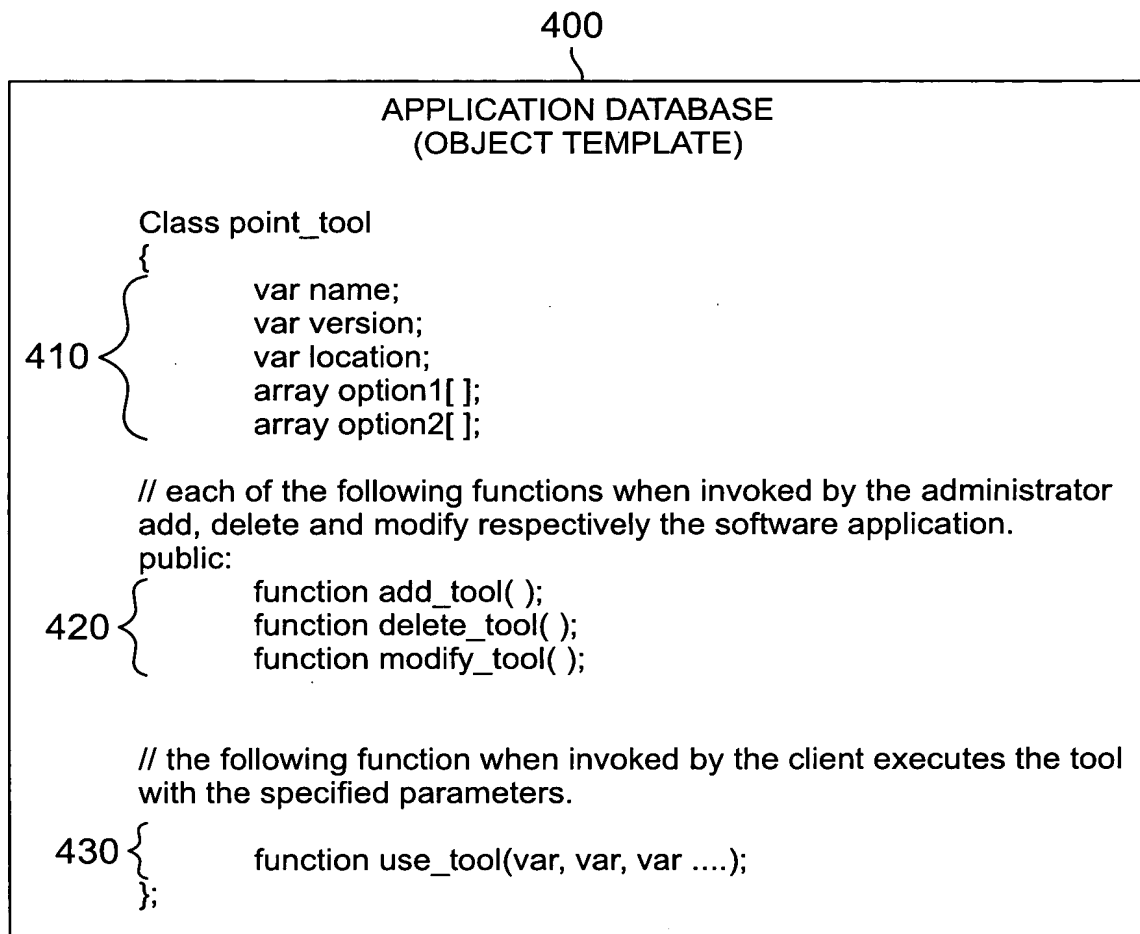 400
APPLICATION DATABASE
(OBJECT TEMPLATE)
Class point_tool
{
var name;
var version;
410
var location;
array option1[ ];
array option2[ ];
// each of the following functions when invoked by the administrator
add, delete and modify respectively the software application.
public:
function add_tool( );
420
function delete_tool( );
function modify_tool( );
// the following function when invoked by the client executes the tool
with the specified parameters.
430
function use_tool(var, var, var ....);
};